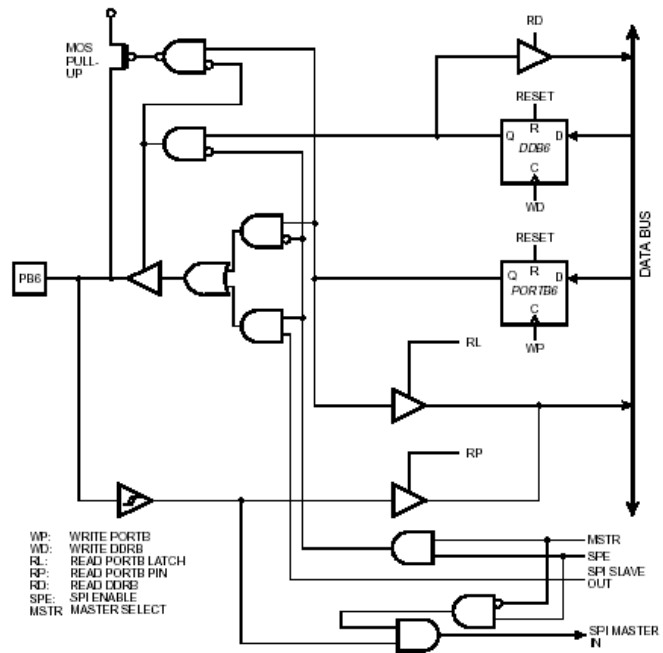 RD
MOS
PULL-
UP
RESET
R
Q
D
DDB6
C
WD
DATA BUS
RESET
R
Q
D
PORTB6
C
WP
PB6
RL
RP
WP: WRITE PORTB
WD: WRITE DDRB
RL: READ PORTB LATCH
RP: READ PORTB PIN
RD: READ DDRB
SPE: SPI ENABLE
MSTR MASTER SELECT
MSTR
SPE
SPI SLAVE
OUT
SPI MASTER
IN